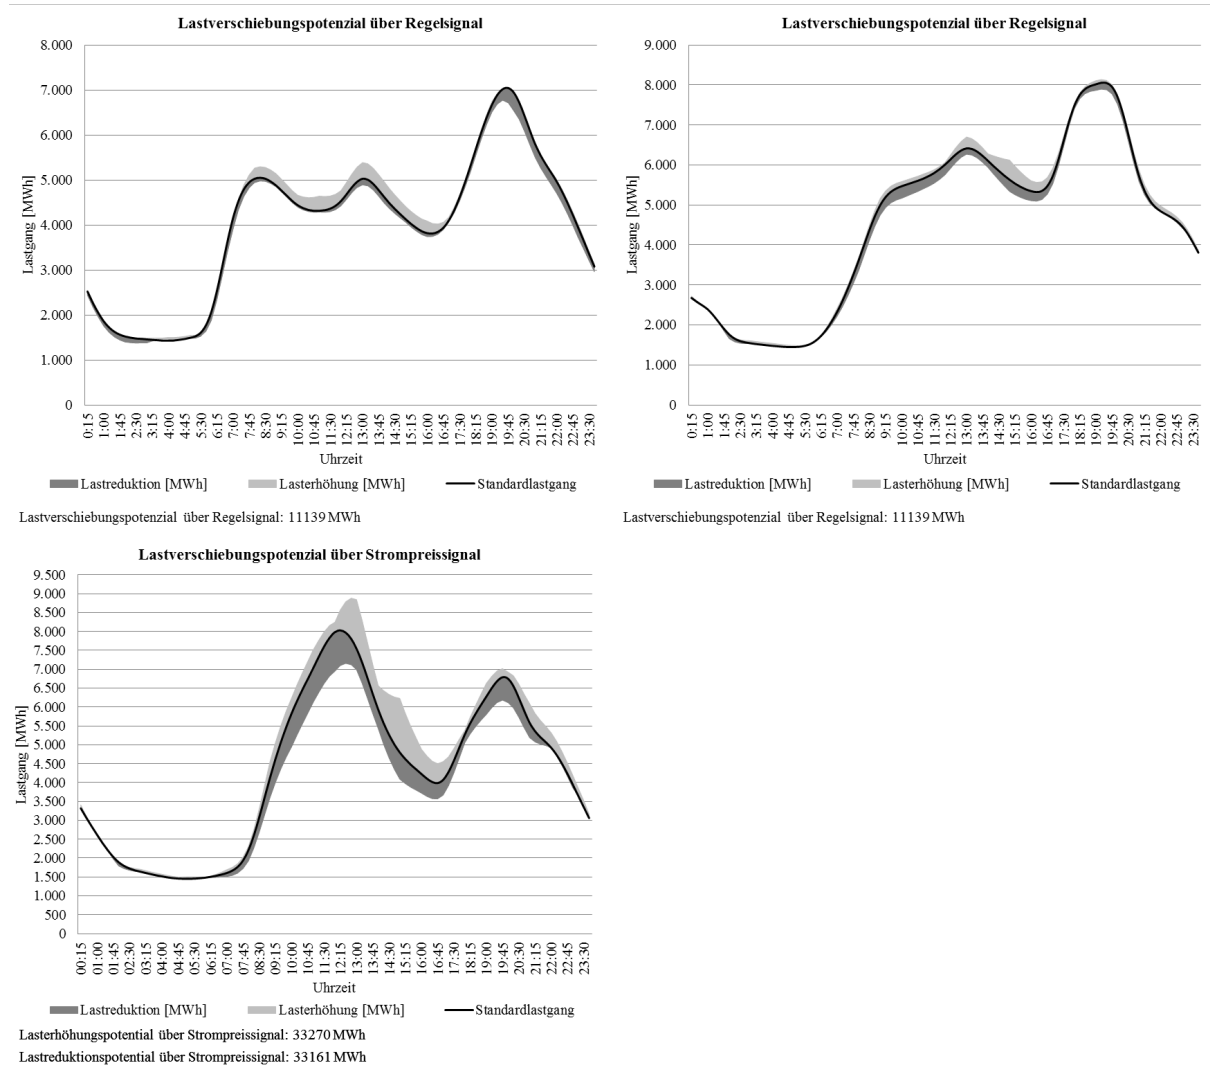 Lastverschiebungspotenzial über Regelsignal
8.000
7.000
6.000
5.000
4.000
3.000
2.000
1.000
0
Lastgang [MWh]
0:15 1:00 1:45 2:30 3:15 4:00 4:45 5:30 6:15 7:00 7:45 8:30 9:15 10:00 10:45 11:30 12:15 13:00 13:45 14:30 15:15 16:00 16:45 17:30 18:15 19:00 19:45 20:30 21:15 22:00 22:45 23:30
Uhrzeit
Lastreduktion [MWh] Lasterhöhung [MWh] Standardlastgang
Lastverschiebungspotenzial über Regelsignal: 11139 MWh
Lastverschiebungspotenzial über Regelsignal
9.000
8.000
7.000
6.000
5.000
4.000
3.000
2.000
1.000
0
Lastgang [MWh]
0:15 1:00 1:45 2:30 3:15 4:00 4:45 5:30 6:15 7:00 7:45 8:30 9:15 10:00 10:45 11:30 12:15 13:00 13:45 14:30 15:15 16:00 16:45 17:30 18:15 19:00 19:45 20:30 21:15 22:00 22:45 23:30
Uhrzeit
Lastreduktion [MWh] Lasterhöhung [MWh] Standardlastgang
Lastverschiebungspotenzial über Regelsignal: 11139 MWh
Lastverschiebungspotenzial über Strompreissignal
9.500
9.000
8.500
8.000
7.500
7.000
6.500
6.000
5.500
5.000
4.500
4.000
3.500
3.000
2.500
2.000
1.500
1.000
500
0
Lastgang [MWh]
00:15 01:00 01:45 02:30 03:15 04:00 04:45 05:30 06:15 07:00 07:45 08:30 09:15 10:00 10:45 11:30 12:15 13:00 13:45 14:30 15:15 16:00 16:45 17:30 18:15 19:00 19:45 20:30 21:15 22:00 22:45 23:30
Uhrzeit
Lastreduktion [MWh] Lasterhöhung [MWh] Standardlastgang
Lasterhöhungspotential über Strompreissignal: 33270 MWh
Lastreduktionspotential über Strompreissignal: 33161 MWh